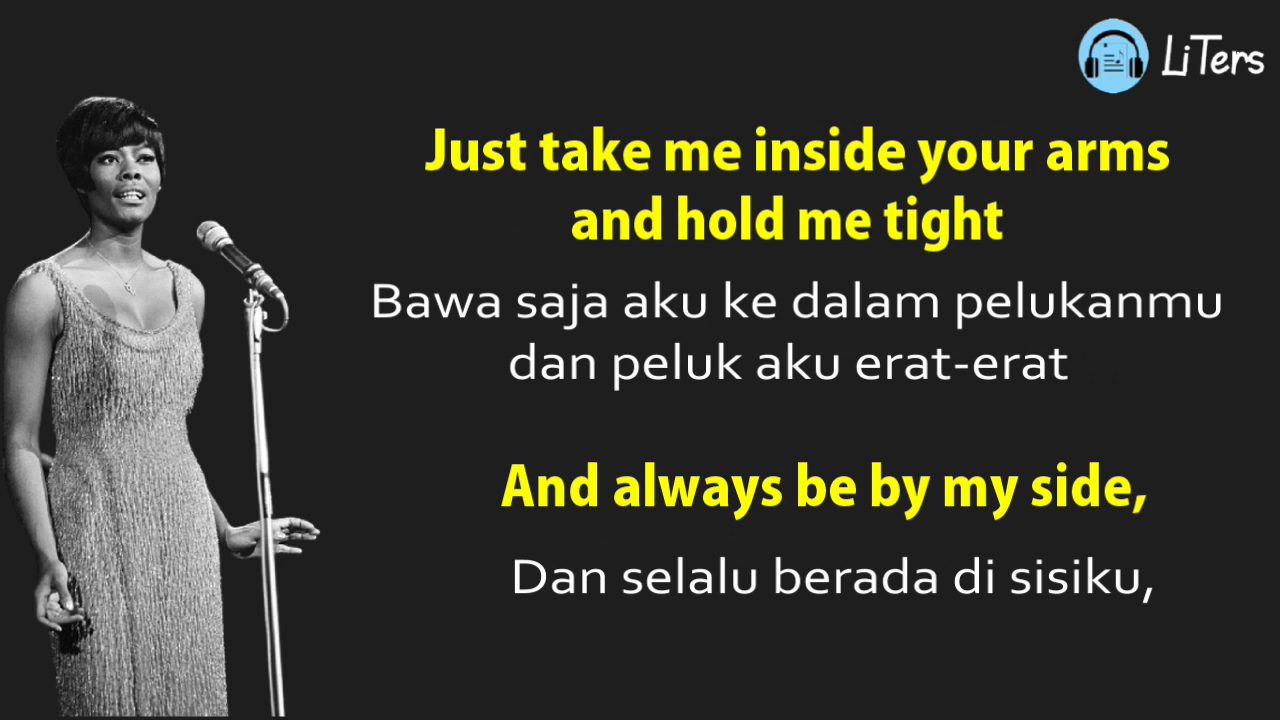 LiTers
Just take me inside your arms
and hold me tight
Bawa saja aku ke dalam pelukanmu
dan peluk aku erat-erat
And always be by my side,
Dan selalu berada di sisiku,